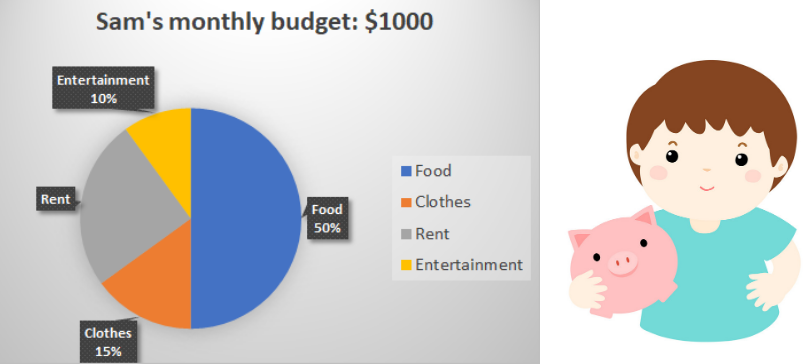 Sam's monthly budget: $1000
Entertainment
10%
Rent
Food
50%
Clothes
15%
Food
Clothes
Rent
Entertainment